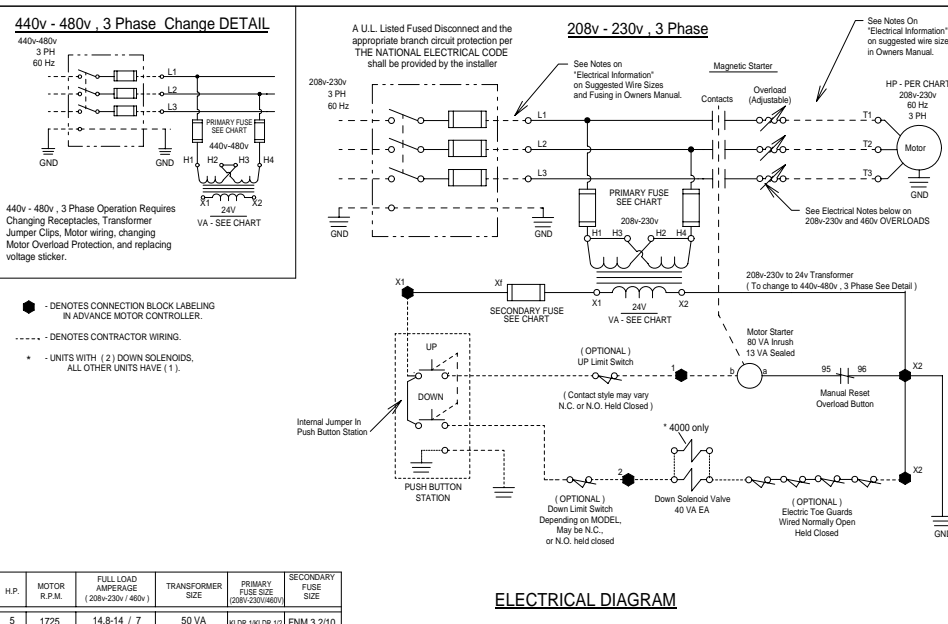 440v - 480v , 3 Phase Change DETAIL
440v-480v
3 PH
60 Hz
L1
L2
L3
PRIMARY FUSE
SEE CHART
440v-480v
GND
GND
H1 H2 H3 H4
X1 X2
24V
VA - SEE CHART
440v - 480v , 3 Phase Operation Requires
Changing Receptacles, Transformer
Jumper Clips, Motor wiring, changing
Motor Overload Protection, and replacing
voltage sticker.
- DENOTES CONNECTION BLOCK LABELING
IN ADVANCE MOTOR CONTROLLER.
- DENOTES CONTRACTOR WIRING.
* - UNITS WITH ( 2 ) DOWN SOLENOIDS,
ALL OTHER UNITS HAVE ( 1 ).
A U.L. Listed Fused Disconnect and the
appropriate branch circuit protection per
THE NATIONAL ELECTRICAL CODE
shall be provided by the installer
208v - 230v , 3 Phase
See Notes On
"Electrical Information"
on suggested wire size
in Owners Manual.
See Notes on
"Electrical Information"
on Suggested Wire Sizes
and Fusing in Owners Manual.
Magnetic Starter
Contacts
Overload
(Adjustable)
HP - PER CHART
208v-230v
60 Hz
3 PH
208v-230v
3 PH
60 Hz
L1
L2
L3
T1
T2
T3
Motor
GND
GND
GND
PRIMARY FUSE
SEE CHART
208v-230v
H1 H3 H2 H4
See Electrical Notes below on
208v-230v and 460v OVERLOADS
208v-230v to 24v Transformer
( To change to 440v-480v , 3 Phase See Detail )
X1
Xf
SECONDARY FUSE
SEE CHART
X1 X2
24V
VA - SEE CHART
Motor Starter
80 VA Inrush
13 VA Sealed
UP
DOWN
( OPTIONAL )
UP Limit Switch
( Contact style may vary
N.C. or N.O. Held Closed )
1
b a
95 96
X2
Manual Reset
Overload Button
Internal Jumper In
Push Button Station
PUSH BUTTON
STATION
* 4000 only
2
X2
( OPTIONAL )
Down Limit Switch
Depending on MODEL,
May be N.C.,
or N.O. held closed
Down Solenoid Valve
40 VA EA
( OPTIONAL )
Electric Toe Guards
Wired Normally Open
Held Closed
GND
ELECTRICAL DIAGRAM
H.P. MOTOR R.P.M. FULL LOAD AMPERAGE ( 208v-230v / 460v ) TRANSFORMER SIZE PRIMARY FUSE SIZE (208V-230V/460V) SECONDARY FUSE SIZE
5 1725 14.8-14 / 7 50 VA KLDR 1/KLDR 1/2 FNM 3 2/10